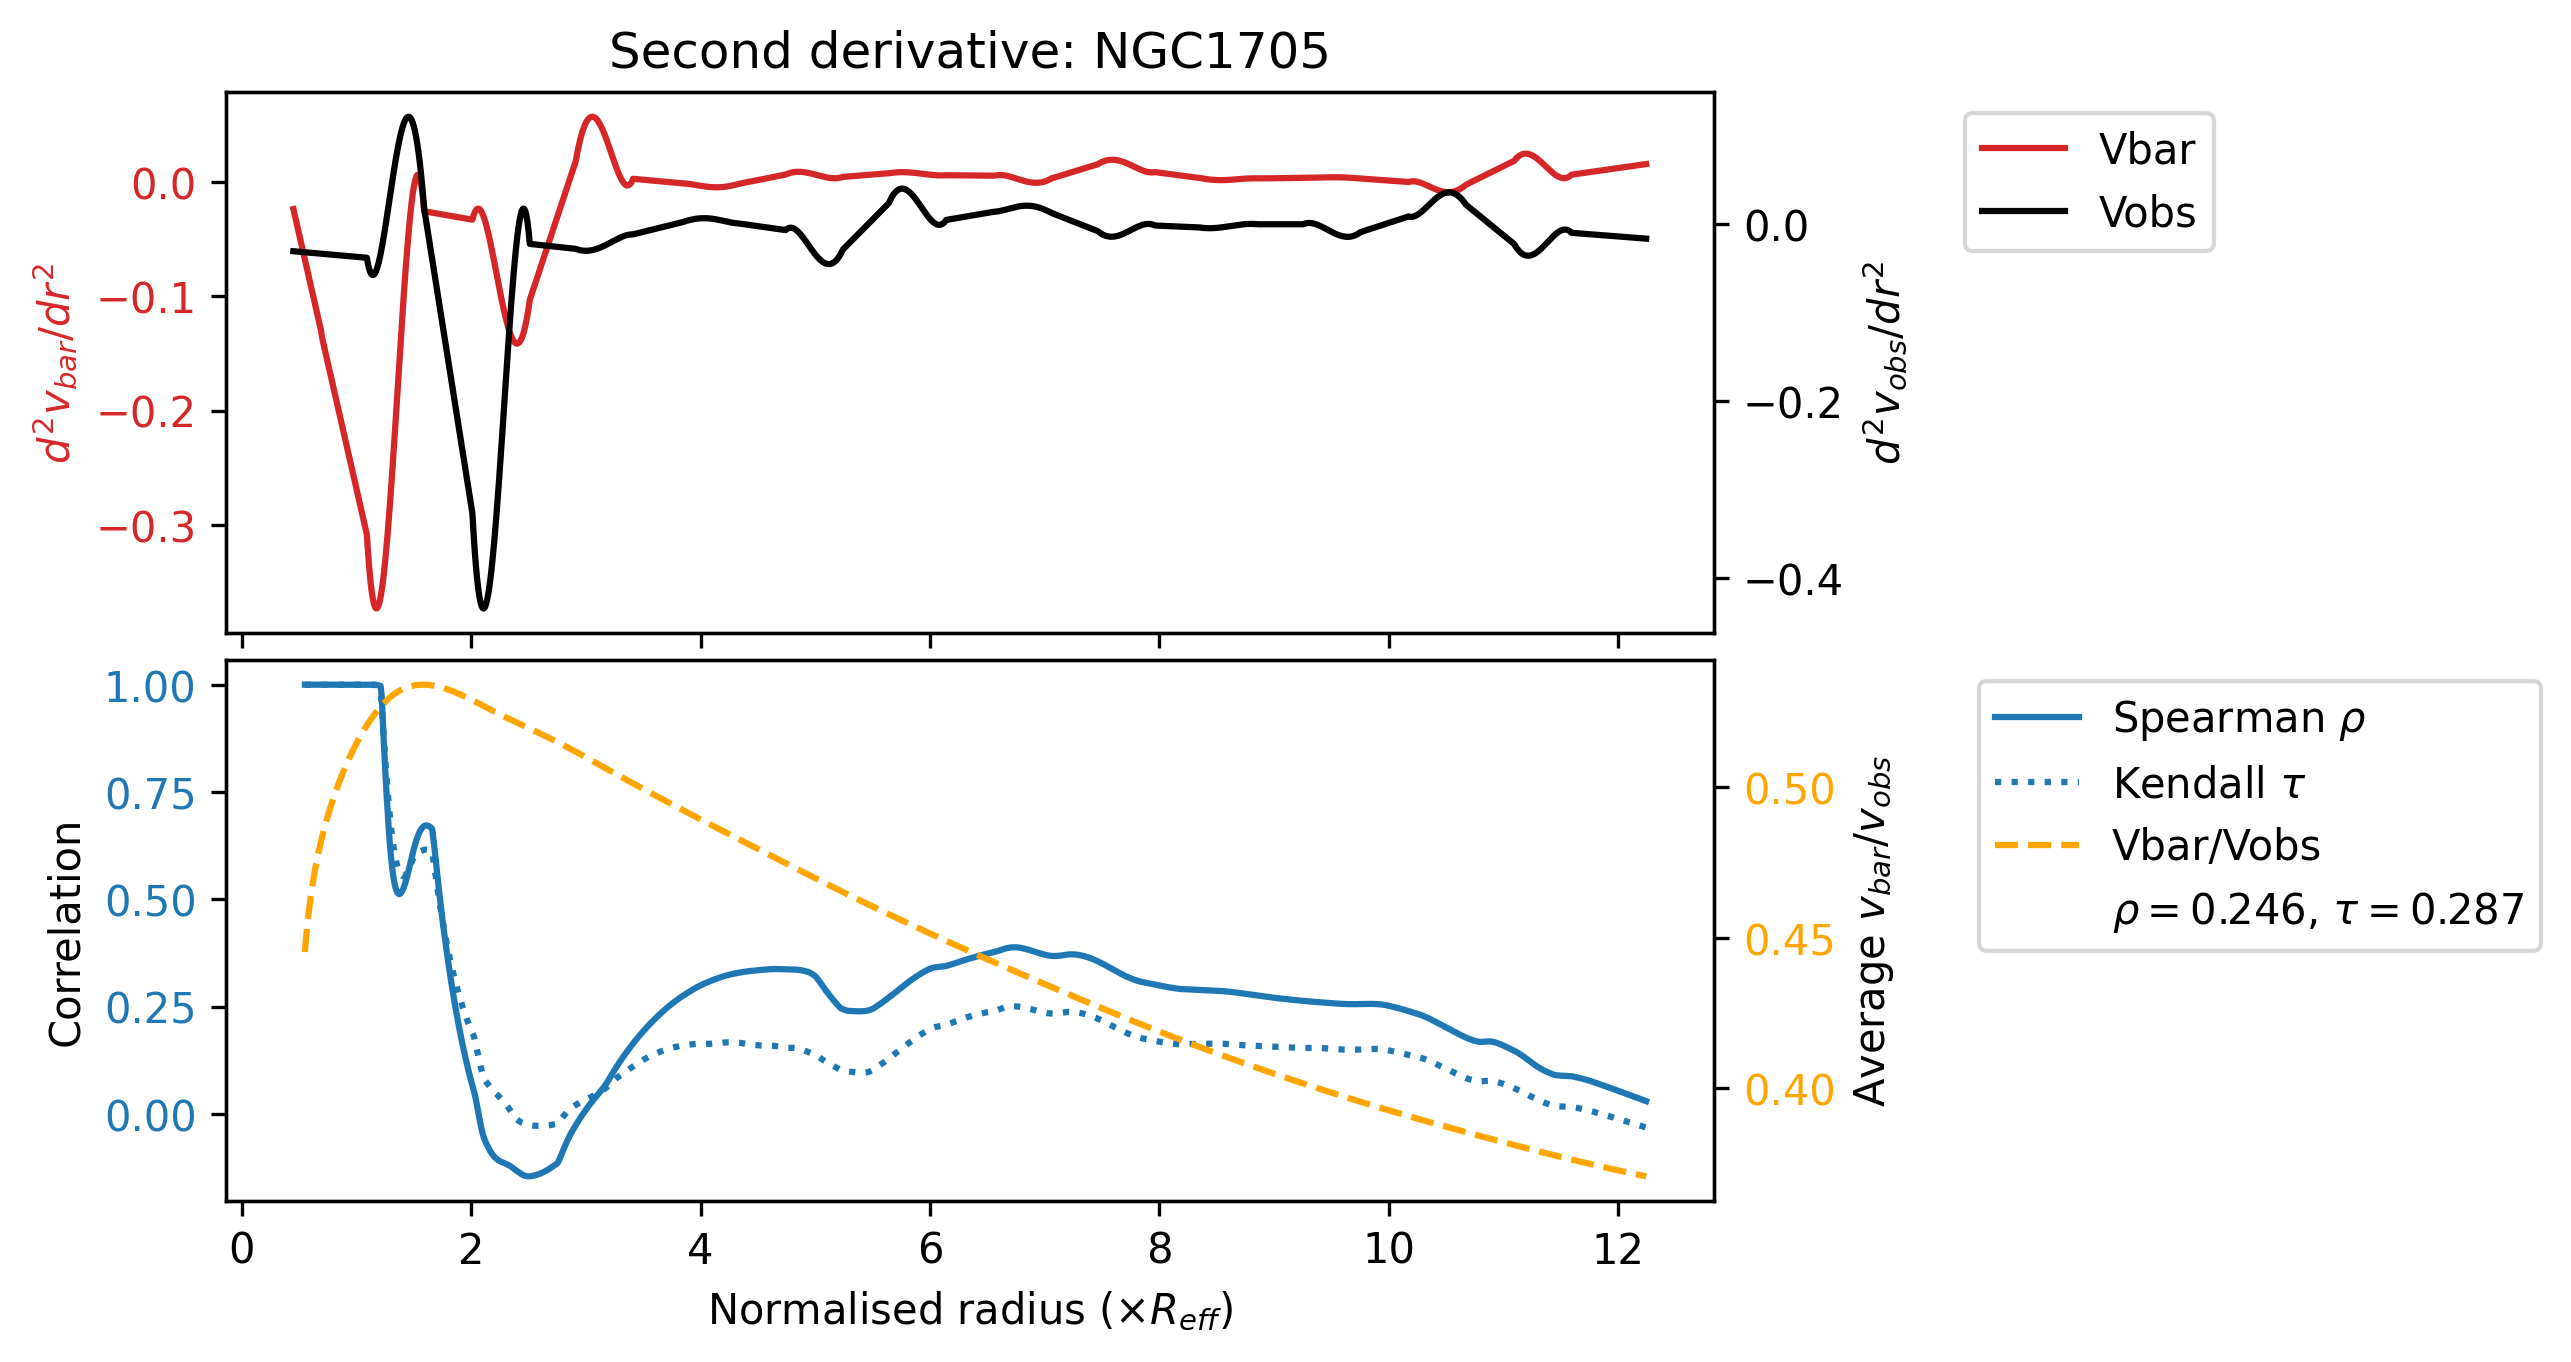 Second derivative: NGC1705
0.0
−0.1
−0.2
−0.3
d²v_bar/dr²
0.0
−0.2
−0.4
d²v_obs/dr²
Vbar
Vobs
1.00
0.75
0.50
0.25
0.00
Correlation
0.50
0.45
0.40
Average v_bar/v_obs
Spearman ρ
Kendall τ
Vbar/Vobs
ρ = 0.246, τ = 0.287
0 2 4 6 8 10 12
Normalised radius (×R_eff)